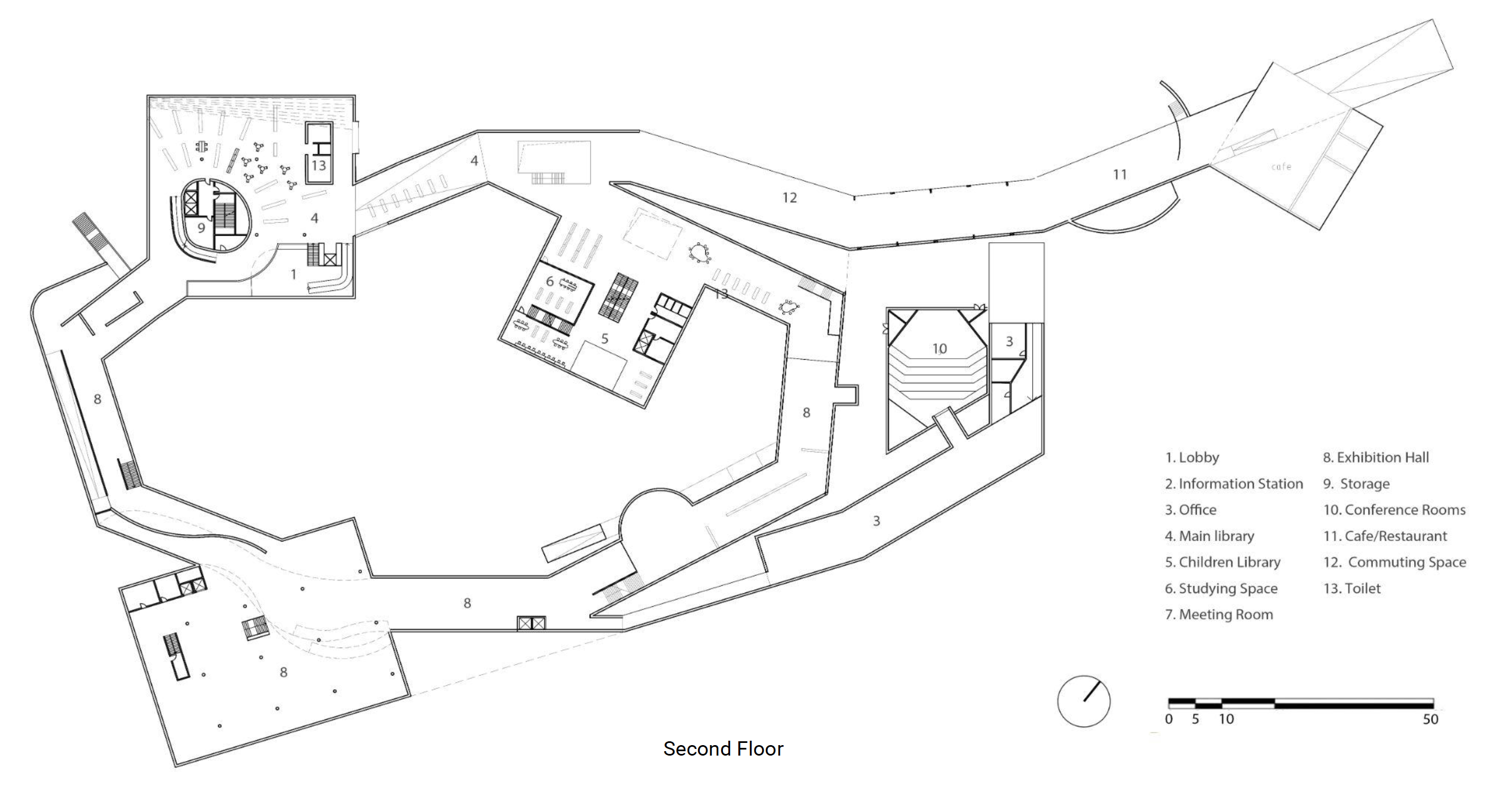 4
12
11
cafe
13
9
4
1
6
13
5
10
3
8
8
3
8
8
1. Lobby
2. Information Station
3. Office
4. Main library
5. Children Library
6. Studying Space
7. Meeting Room
8. Exhibition Hall
9. Storage
10. Conference Rooms
11. Cafe/Restaurant
12. Commuting Space
13. Toilet
0 5 10 50
Second Floor